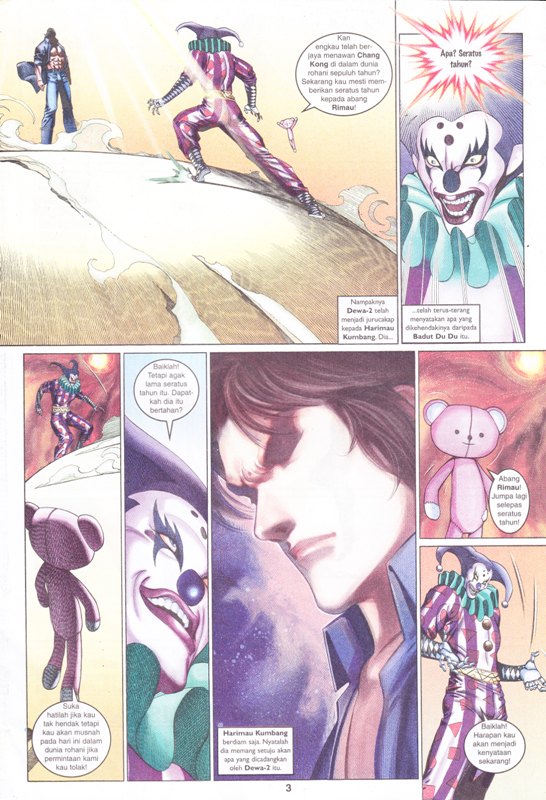 Kan
engkau telah ber-
jaya menawan Chang
Kong di dalam dunia
rohani sepuluh tahun?
Sekarang kau mesti mem-
berikan seratus tahun
kepada abang
Rimau!
Apa? Seratus
tahun?
Nampaknya
Dewa-2 telah
menjadi jurucakap
kepada Harimau
Kumbang. Dia...
...telah terus-terang
menyatakan apa yang
dikehendakinya daripada
Badut Du Du itu.
Suka
hatilah jika kau
tak hendak tetapi
kau akan musnah
pada hari ini dalam
dunia rohani jika
permintaan kami
kau tolak!
Baiklah!
Tetapi agak
lama seratus
tahun itu. Dapat-
kah dia itu
bertahan?
Harimau Kumbang
berdiam saja. Nyatalah
dia memang setuju akan
apa yang dicadangkan
oleh Dewa-2 itu.
Abang
Rimau!
Jumpa lagi
selepas
seratus
tahun!
Baiklah!
Harapan kau
akan menjadi
kenyataan
sekarang!
3